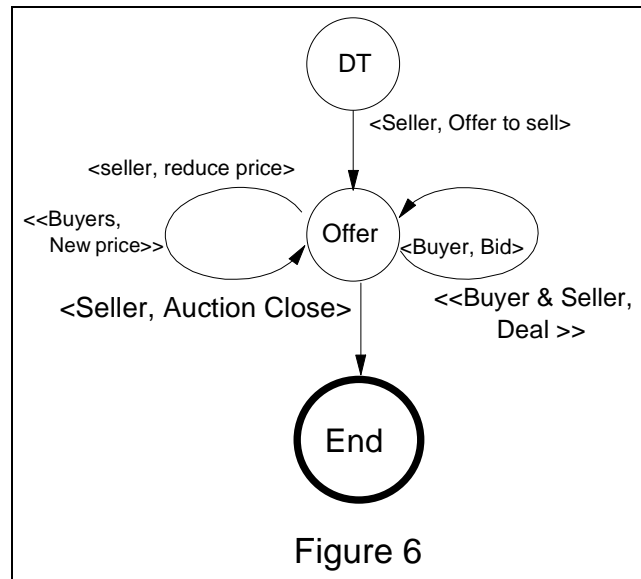 DT
<Seller, Offer to sell>
<seller, reduce price>
<<Buyers,
New price>>
Offer
<Buyer, Bid>
<Seller, Auction Close>
<<Buyer & Seller,
Deal >>
End
Figure 6